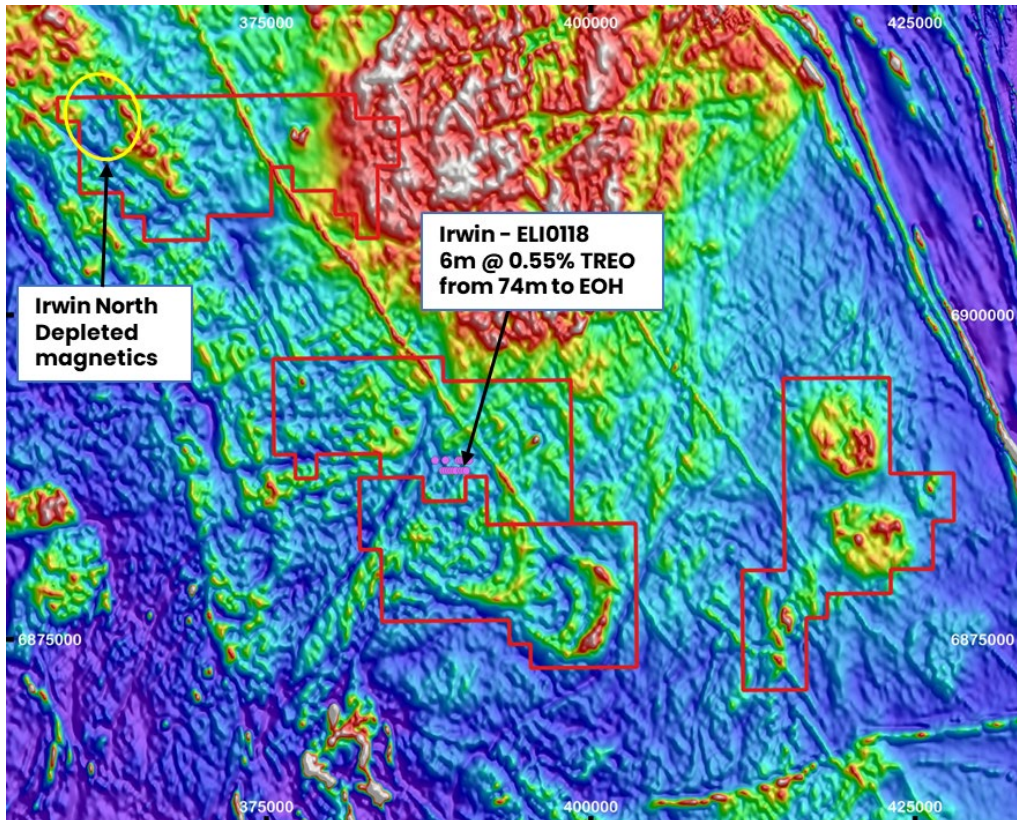 375000
400000
425000
Irwin - ELI0118
6m @ 0.55% TREO
from 74m to EOH
Irwin North
Depleted
magnetics
6900000
6875000
6875000
375000
400000
425000